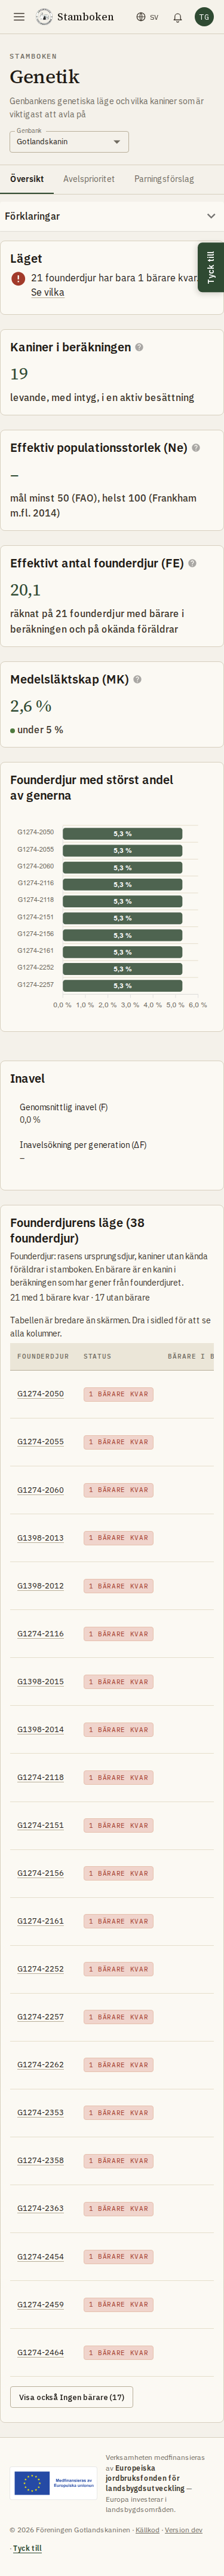 Stamboken
SV
TG
STAMBOKEN
Genetik
Genbankens genetiska läge och vilka kaniner som är
viktigast att avla på
Genbank
Gotlandskanin
Översikt
Avelsprioritet
Parningsförslag
Förklaringar
Tyck till
Läget
21 founderdjur har bara 1 bärare kvar.
Se vilka
Kaniner i beräkningen
19
levande, med intyg, i en aktiv besättning
Effektiv populationsstorlek (Ne)
–
mål minst 50 (FAO), helst 100 (Frankham
m.fl. 2014)
Effektivt antal founderdjur (FE)
20,1
räknat på 21 founderdjur med bärare i
beräkningen och på okända föräldrar
Medelsläktskap (MK)
2,6 %
under 5 %
Founderdjur med störst andel
av generna
G1274-2050 5,3 %
G1274-2055 5,3 %
G1274-2060 5,3 %
G1274-2116 5,3 %
G1274-2118 5,3 %
G1274-2151 5,3 %
G1274-2156 5,3 %
G1274-2161 5,3 %
G1274-2252 5,3 %
G1274-2257 5,3 %
0,0 % 1,0 % 2,0 % 3,0 % 4,0 % 5,0 % 6,0 %
Inavel
Genomsnittlig inavel (F)
0,0 %
Inavelsökning per generation (ΔF)
–
Founderdjurens läge (38
founderdjur)
Founderdjur: rasens ursprungsdjur, kaniner utan kända
föräldrar i stamboken. En bärare är en kanin i
beräkningen som har gener från founderdjuret.
21 med 1 bärare kvar · 17 utan bärare
Tabellen är bredare än skärmen. Dra i sidled för att se
alla kolumner.
FOUNDERDJUR STATUS BÄRARE I B
G1274-2050 1 BÄRARE KVAR
G1274-2055 1 BÄRARE KVAR
G1274-2060 1 BÄRARE KVAR
G1398-2013 1 BÄRARE KVAR
G1398-2012 1 BÄRARE KVAR
G1274-2116 1 BÄRARE KVAR
G1398-2015 1 BÄRARE KVAR
G1398-2014 1 BÄRARE KVAR
G1274-2118 1 BÄRARE KVAR
G1274-2151 1 BÄRARE KVAR
G1274-2156 1 BÄRARE KVAR
G1274-2161 1 BÄRARE KVAR
G1274-2252 1 BÄRARE KVAR
G1274-2257 1 BÄRARE KVAR
G1274-2262 1 BÄRARE KVAR
G1274-2353 1 BÄRARE KVAR
G1274-2358 1 BÄRARE KVAR
G1274-2363 1 BÄRARE KVAR
G1274-2454 1 BÄRARE KVAR
G1274-2459 1 BÄRARE KVAR
G1274-2464 1 BÄRARE KVAR
Visa också Ingen bärare (17)
Medfinansieras av
Europeiska unionen
Verksamheten medfinansieras
av Europeiska
jordbruksfonden för
landsbygdsutveckling —
Europa investerar i
landsbygdsområden.
© 2026 Föreningen Gotlandskaninen · Källkod · Version dev
· Tyck till